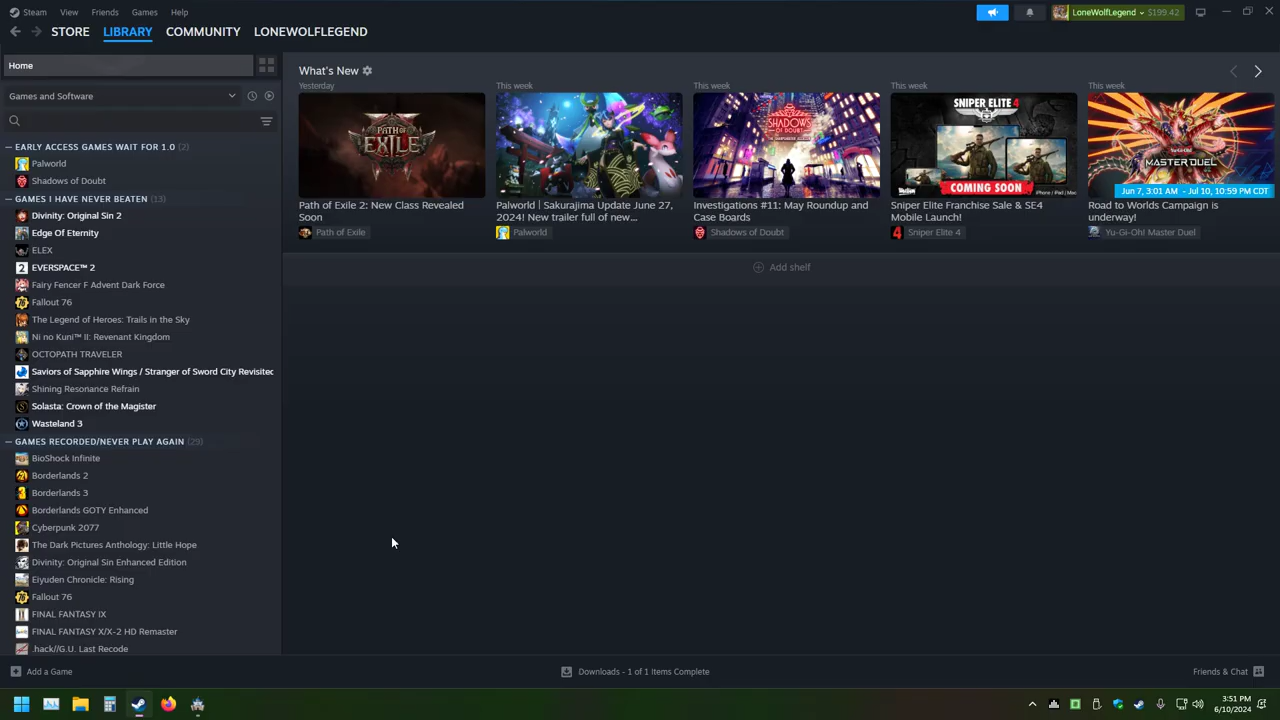 Steam View Friends Games Help
LoneWolfLegend $199.42
STORE LIBRARY COMMUNITY LONEWOLFLEGEND
Home
Games and Software
EARLY ACCESS/GAMES WAIT FOR 1.0 (2)
Palworld
Shadows of Doubt
GAMES I HAVE NEVER BEATEN (13)
Divinity: Original Sin 2
Edge Of Eternity
ELEX
EVERSPACE™ 2
Fairy Fencer F Advent Dark Force
Fallout 76
The Legend of Heroes: Trails in the Sky
Ni no Kuni™ II: Revenant Kingdom
OCTOPATH TRAVELER
Saviors of Sapphire Wings / Stranger of Sword City Revisited
Shining Resonance Refrain
Solasta: Crown of the Magister
Wasteland 3
GAMES RECORDED/NEVER PLAY AGAIN (29)
BioShock Infinite
Borderlands 2
Borderlands 3
Borderlands GOTY Enhanced
Cyberpunk 2077
The Dark Pictures Anthology: Little Hope
Divinity: Original Sin Enhanced Edition
Eiyuden Chronicle: Rising
Fallout 76
FINAL FANTASY IX
FINAL FANTASY X/X-2 HD Remaster
.hack//G.U. Last Recode
What's New
Yesterday
PATH OF EXILE
Path of Exile 2: New Class Revealed
Soon
Path of Exile
This week
Palworld | Sakurajima Update June 27,
2024! New trailer full of new...
Palworld
This week
SHADOWS
OF DOUBT
Investigations #11: May Roundup and
Case Boards
Shadows of Doubt
This week
SNIPER ELITE 4
COMING SOON
iPhone / iPad / Mac
Sniper Elite Franchise Sale & SE4
Mobile Launch!
Sniper Elite 4
This week
YU-GI-OH!
MASTER DUEL
Jun 7, 3:01 AM - Jul 10, 10:59 PM CDT
Road to Worlds Campaign is
underway!
Yu-Gi-Oh! Master Duel
Add shelf
Add a Game
Downloads - 1 of 1 Items Complete
Friends & Chat
3:51 PM
6/10/2024